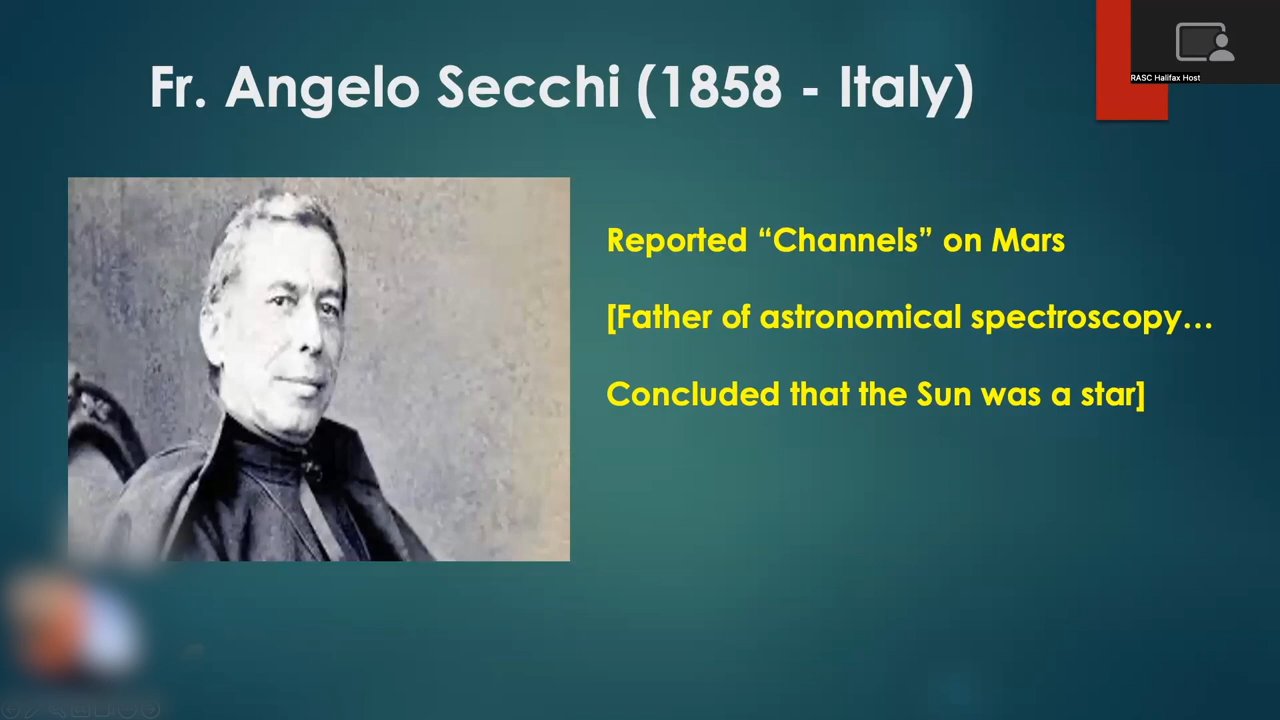 Fr. Angelo Secchi (1858 - Italy)
RASC Halifax Host
Reported “Channels” on Mars
[Father of astronomical spectroscopy…
Concluded that the Sun was a star]